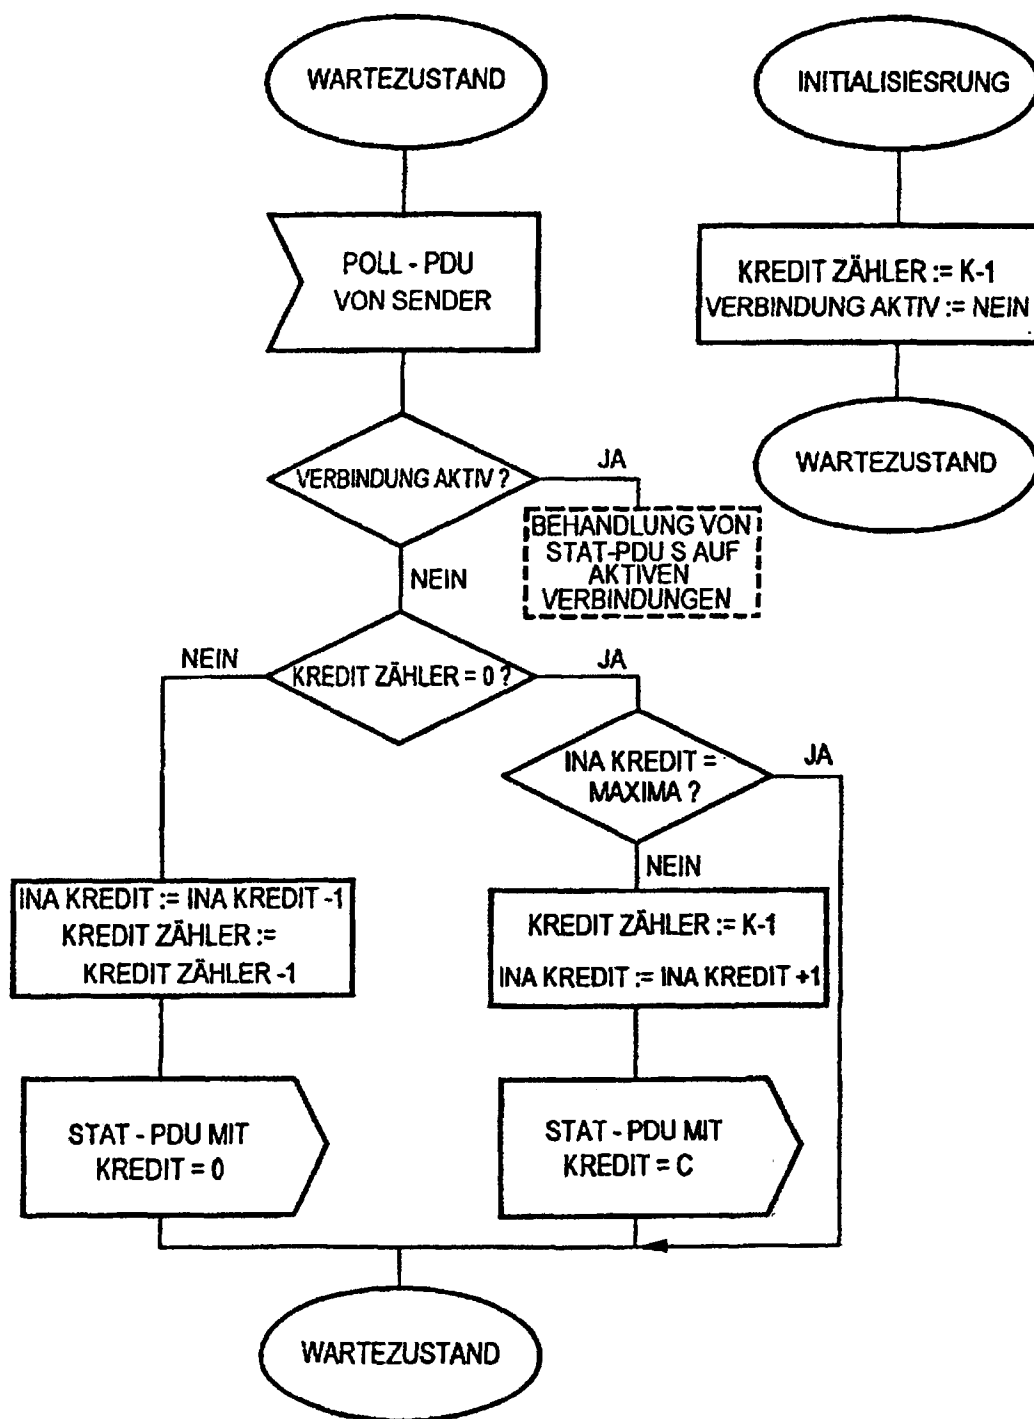 WARTEZUSTAND
POLL - PDU
VON SENDER
VERBINDUNG AKTIV ?
JA
BEHANDLUNG VON
STAT-PDU S AUF
AKTIVEN
VERBINDUNGEN
NEIN
KREDIT ZÄHLER = 0 ?
NEIN
JA
INA KREDIT =
MAXIMA ?
JA
NEIN
INA KREDIT := INA KREDIT -1
KREDIT ZÄHLER :=
KREDIT ZÄHLER -1
KREDIT ZÄHLER := K-1
INA KREDIT := INA KREDIT +1
STAT - PDU MIT
KREDIT = 0
STAT - PDU MIT
KREDIT = C
WARTEZUSTAND
INITIALISIESRUNG
KREDIT ZÄHLER := K-1
VERBINDUNG AKTIV := NEIN
WARTEZUSTAND